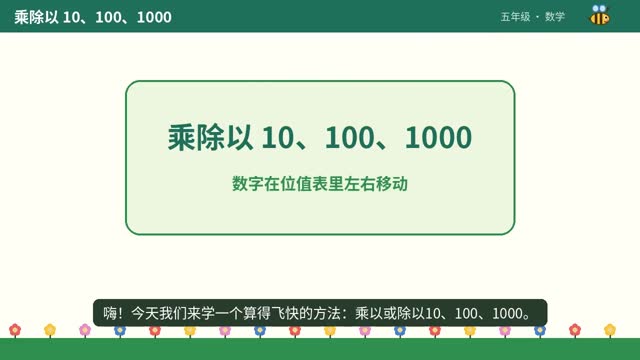 乘除以 10、100、1000
五年级 · 数学
乘除以 10、100、1000
数字在位值表里左右移动
嗨！今天我们来学一个算得飞快的方法：乘以或除以10、100、1000。